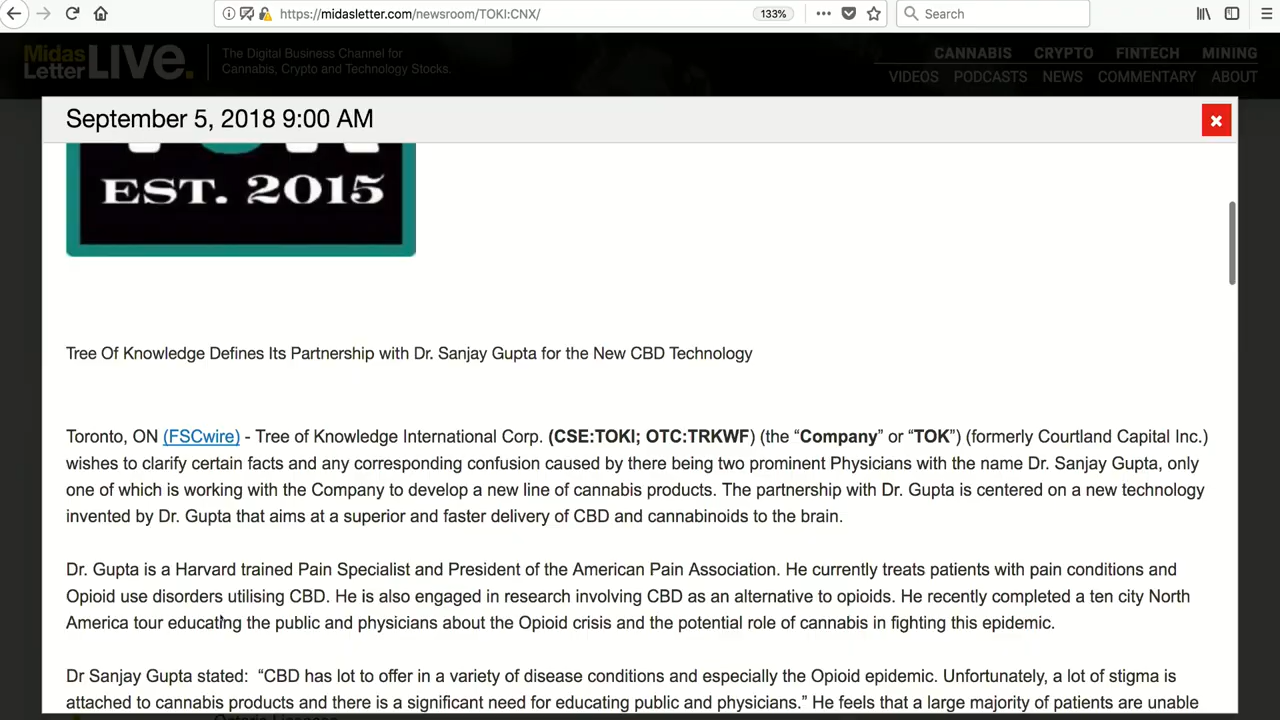 https://midasletter.com/newsroom/TOKI:CNX/
133%
Search
Midas Letter LIVE.
The Digital Business Channel for
Cannabis, Crypto and Technology Stocks.
CANNABIS CRYPTO FINTECH MINING
VIDEOS PODCASTS NEWS COMMENTARY ABOUT
September 5, 2018 9:00 AM
EST. 2015
Tree Of Knowledge Defines Its Partnership with Dr. Sanjay Gupta for the New CBD Technology
Toronto, ON (FSCwire) - Tree of Knowledge International Corp. (CSE:TOKI; OTC:TRKWF) (the “Company” or “TOK”) (formerly Courtland Capital Inc.)
wishes to clarify certain facts and any corresponding confusion caused by there being two prominent Physicians with the name Dr. Sanjay Gupta, only
one of which is working with the Company to develop a new line of cannabis products. The partnership with Dr. Gupta is centered on a new technology
invented by Dr. Gupta that aims at a superior and faster delivery of CBD and cannabinoids to the brain.
Dr. Gupta is a Harvard trained Pain Specialist and President of the American Pain Association. He currently treats patients with pain conditions and
Opioid use disorders utilising CBD. He is also engaged in research involving CBD as an alternative to opioids. He recently completed a ten city North
America tour educating the public and physicians about the Opioid crisis and the potential role of cannabis in fighting this epidemic.
Dr Sanjay Gupta stated: “CBD has lot to offer in a variety of disease conditions and especially the Opioid epidemic. Unfortunately, a lot of stigma is
attached to cannabis products and there is a significant need for educating public and physicians.” He feels that a large majority of patients are unable